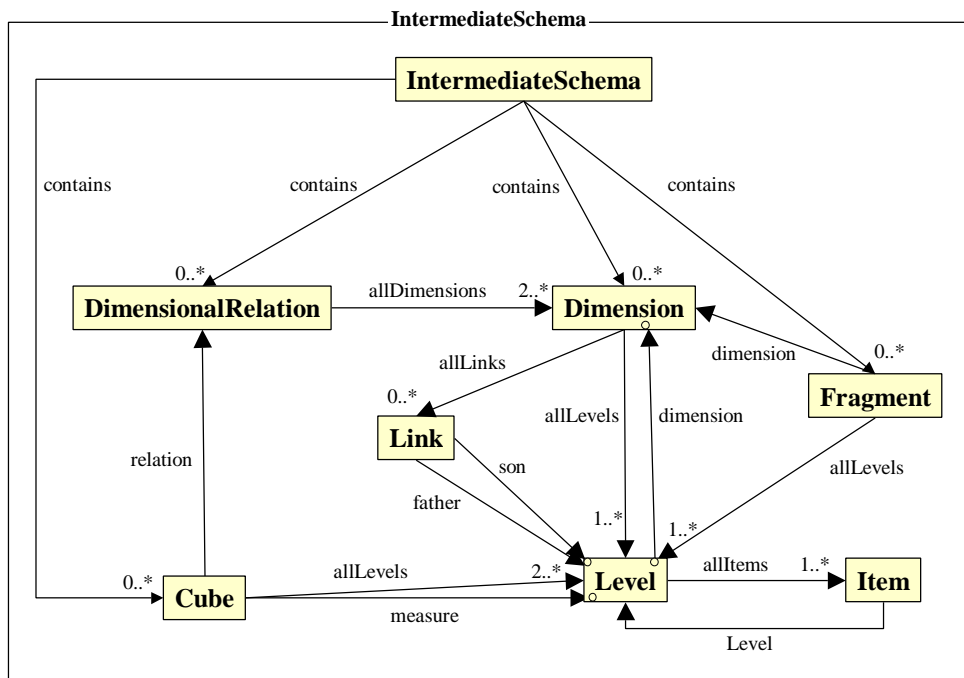 IntermediateSchema
IntermediateSchema
contains
contains
contains
contains
0..*
0..*
DimensionalRelation
allDimensions
2..*
Dimension
dimension
0..*
Fragment
allLinks
0..*
Link
allLevels
dimension
relation
son
father
allLevels
1..*
1..*
0..*
Cube
allLevels
2..*
measure
Level
allItems
1..*
Item
Level